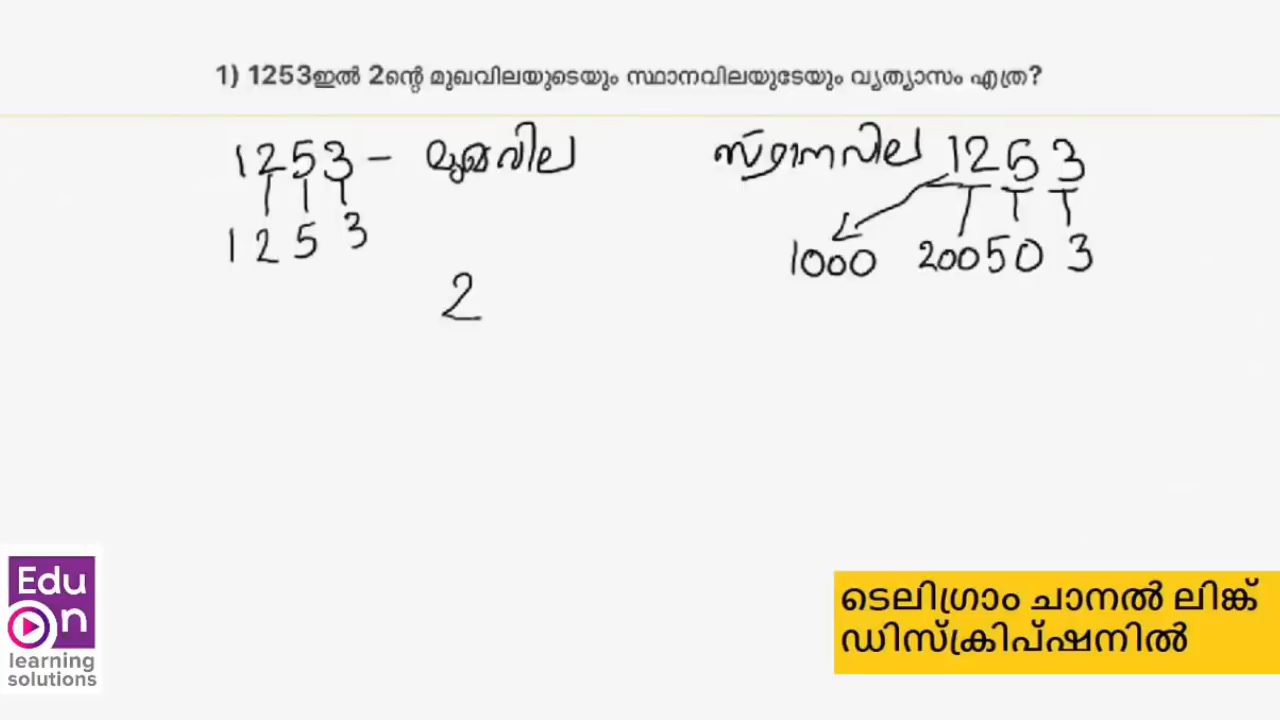 1) 1253ഇൽ 2ന്റെ മുഖവിലയുടെയും സ്ഥാനവിലയുടേയും വ്യത്യാസം എത്ര?
1253 – മുഖവില
1 2 5 3
2
സ്ഥാനവില 1253
1000 200 50 3
Edu
n
learning
solutions
ടെലിഗ്രാം ചാനൽ ലിങ്ക്
ഡിസ്ക്രിപ്ഷനിൽ